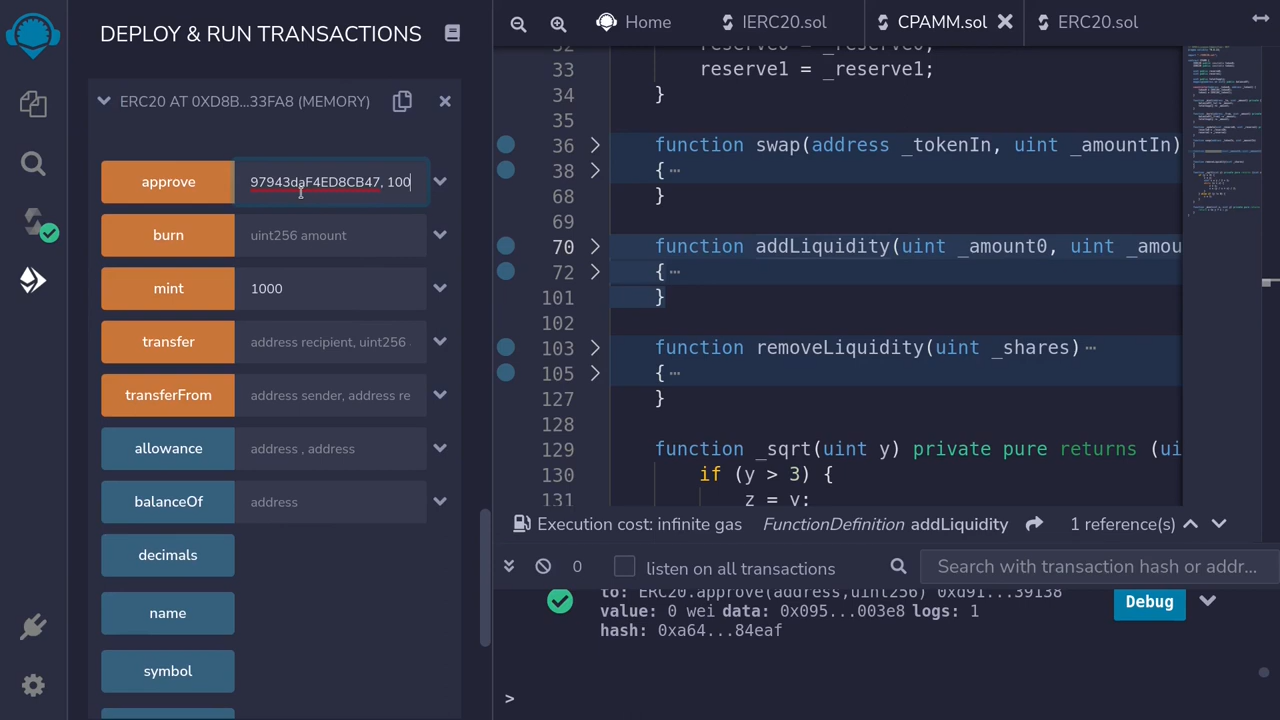 DEPLOY & RUN TRANSACTIONS
ERC20 AT 0XD8B...33FA8 (MEMORY)
approve
97943daF4ED8CB47, 100
burn
uint256 amount
mint
1000
transfer
address recipient, uint256
transferFrom
address sender, address re
allowance
address , address
balanceOf
address
decimals
name
symbol
Home
IERC20.sol
CPAMM.sol
ERC20.sol
32 reserve0 = _reserve0;
33 reserve1 = _reserve1;
34 }
35
36 function swap(address _tokenIn, uint _amountIn)
38 { …
68 }
69
70 function addLiquidity(uint _amount0, uint _amou
72 { …
101 }
102
103 function removeLiquidity(uint _shares) …
105 { …
127 }
128
129 function _sqrt(uint y) private pure returns (ui
130 if (y > 3) {
131 z = y;
Execution cost: infinite gas FunctionDefinition addLiquidity 1 reference(s)
0 listen on all transactions
Search with transaction hash or addr...
to: ERC20.approve(address,uint256) 0xd91...39138
value: 0 wei data: 0x095...003e8 logs: 1
hash: 0xa64...84eaf
Debug
>